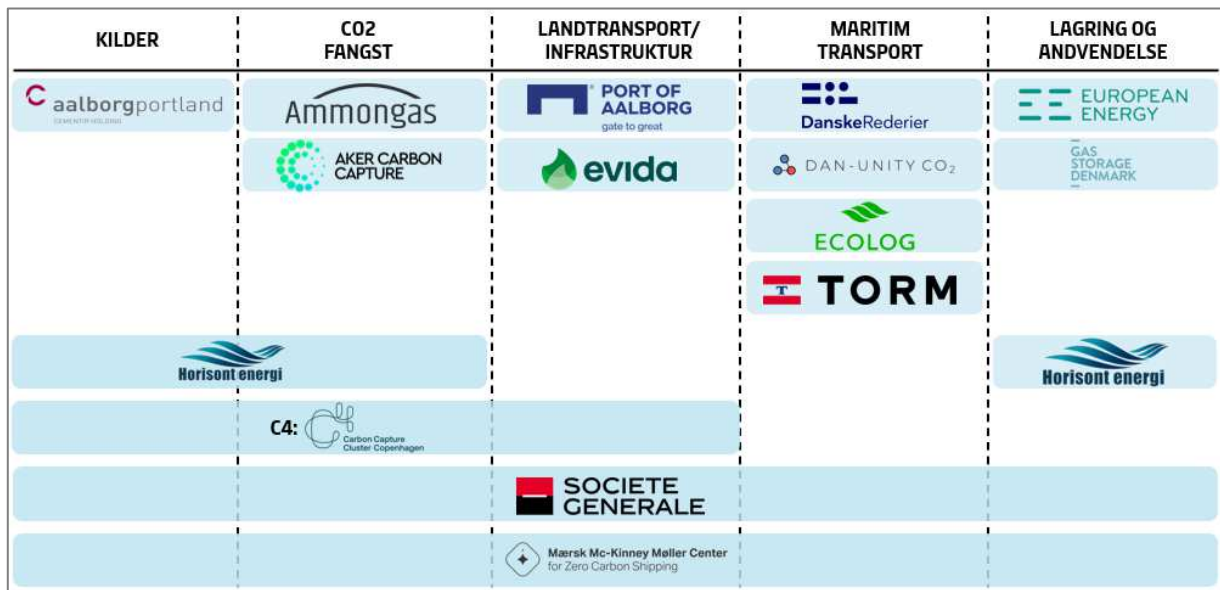 KILDER
CO2
FANGST
LANDTRANSPORT/
INFRASTRUKTUR
MARITIM
TRANSPORT
LAGRING OG
ANDVENDELSE
aalborgportland
CEMENTIR HOLDING
Ammongas
PORT OF
AALBORG
gate to great
DanskeRederier
EUROPEAN
ENERGY
AKER CARBON
CAPTURE
evida
DAN-UNITY CO₂
GAS
STORAGE
DENMARK
ECOLOG
T TORM
Horisont energi
Horisont energi
C4:
Carbon Capture
Cluster Copenhagen
SOCIETE
GENERALE
Mærsk Mc-Kinney Møller Center
for Zero Carbon Shipping